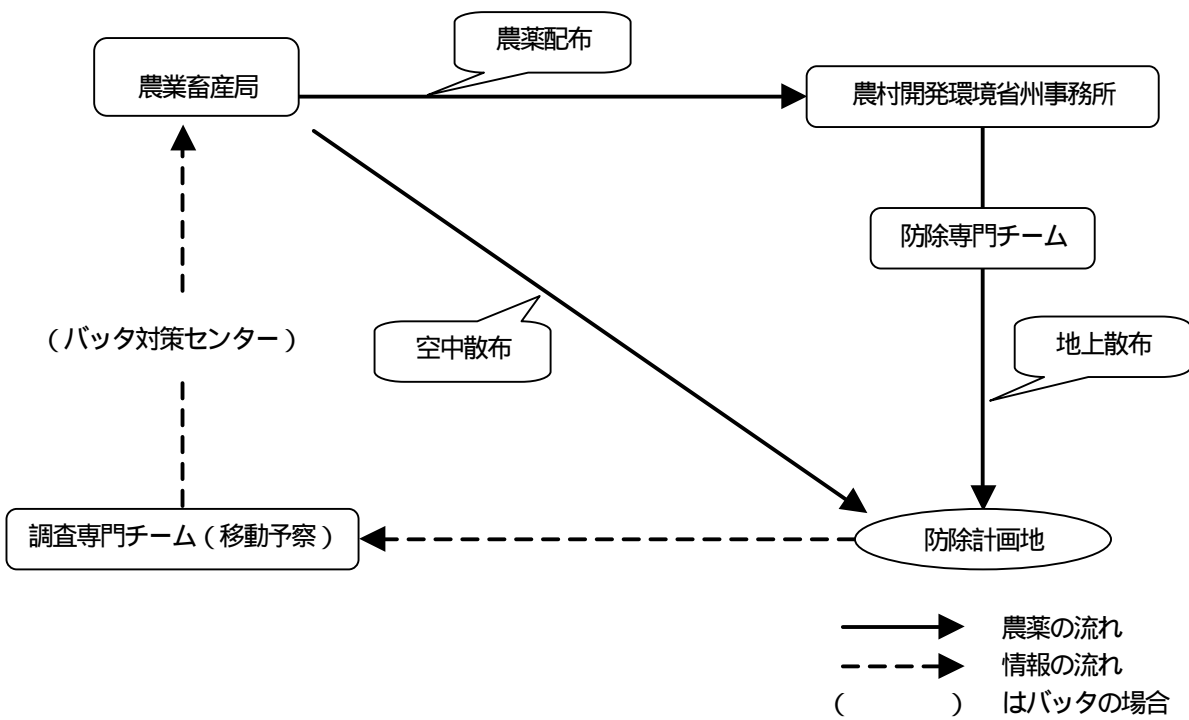 農薬配布
農業畜産局
農村開発環境省州事務所
防除専門チーム
(バッタ対策センター)
空中散布
地上散布
調査専門チーム(移動予察)
防除計画地
農薬の流れ
情報の流れ
(　　　　)　はバッタの場合